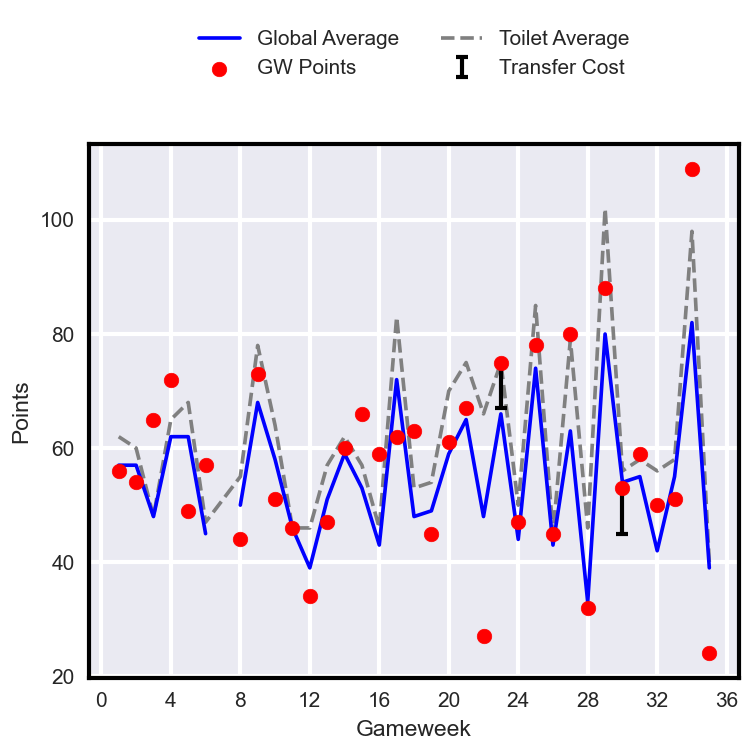 Global Average
Toilet Average
GW Points
Transfer Cost
100
80
60
40
20
Points
0 4 8 12 16 20 24 28 32 36
Gameweek